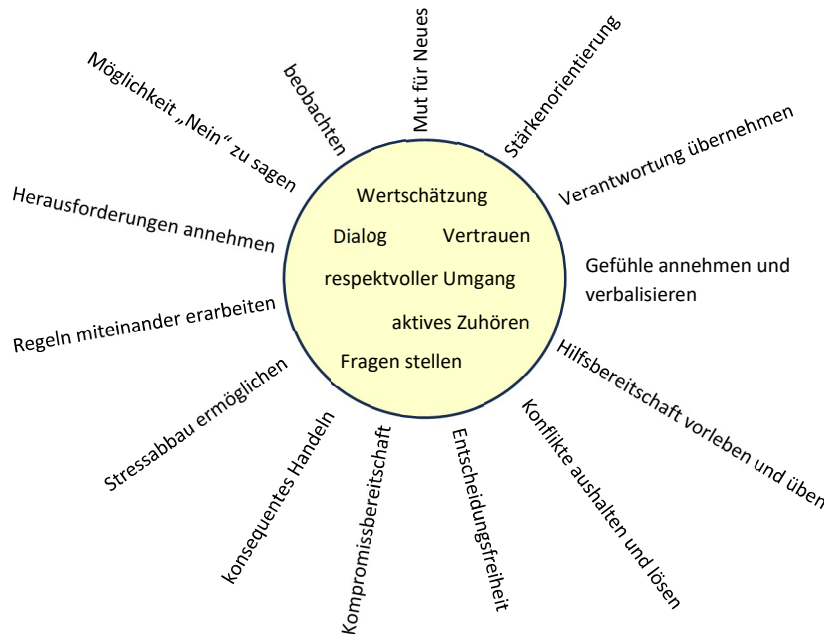 Mut für Neues
Stärkenorientierung
Verantwortung übernehmen
Gefühle annehmen und
verbalisieren
Hilfsbereitschaft vorleben und üben
Konflikte aushalten und lösen
Entscheidungsfreiheit
Kompromissbereitschaft
konsequentes Handeln
Stressabbau ermöglichen
Regeln miteinander erarbeiten
Herausforderungen annehmen
Möglichkeit „Nein“ zu sagen
beobachten
Wertschätzung
Dialog
Vertrauen
respektvoller Umgang
aktives Zuhören
Fragen stellen